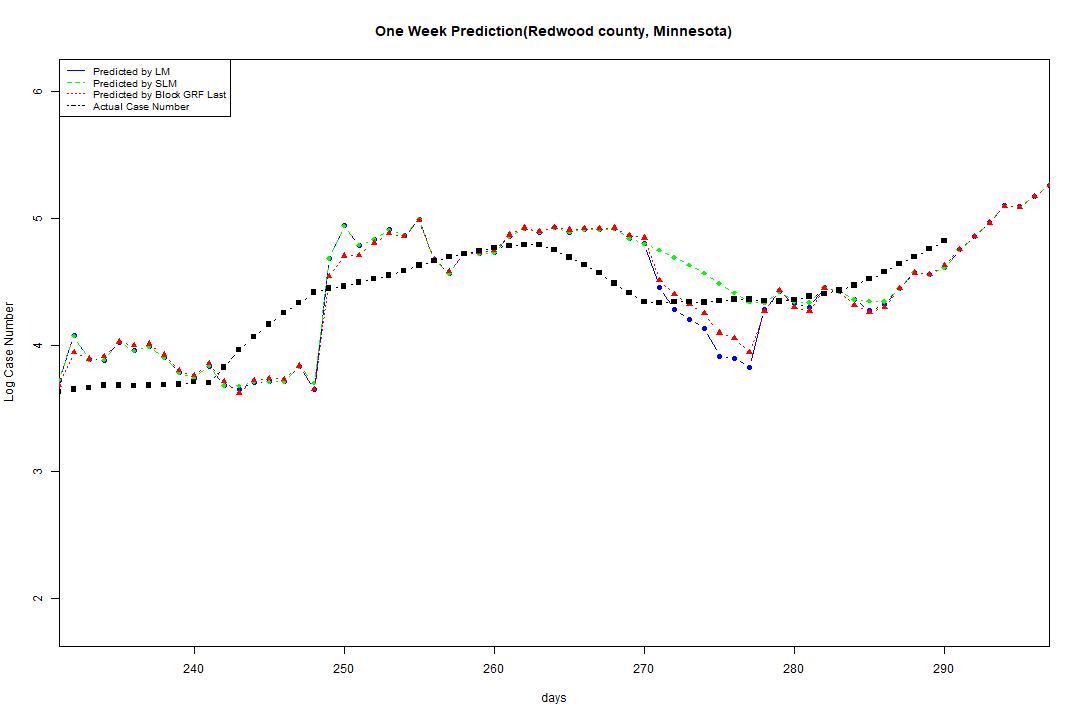 One Week Prediction(Redwood county, Minnesota)
Predicted by LM
Predicted by SLM
Predicted by Block GRF Last
Actual Case Number
6
5
4
3
2
Log Case Number
240
250
260
270
280
290
days